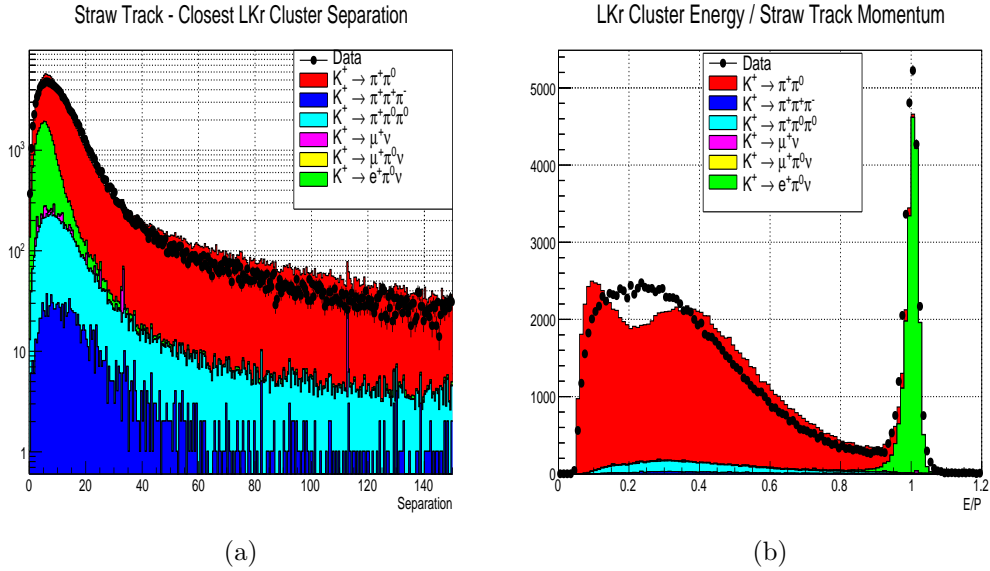 Straw Track - Closest LKr Cluster Separation
Data
K⁺ → π⁺π⁰
K⁺ → π⁺π⁺π⁻
K⁺ → π⁺π⁰π⁰
K⁺ → μ⁺ν
K⁺ → μ⁺π⁰ν
K⁺ → e⁺π⁰ν
10³
10²
10
1
0 20 40 60 80 100 120 140
Separation
(a)
LKr Cluster Energy / Straw Track Momentum
Data
K⁺ → π⁺π⁰
K⁺ → π⁺π⁺π⁻
K⁺ → π⁺π⁰π⁰
K⁺ → μ⁺ν
K⁺ → μ⁺π⁰ν
K⁺ → e⁺π⁰ν
5000
4000
3000
2000
1000
0
0 0.2 0.4 0.6 0.8 1 1.2
E/P
(b)